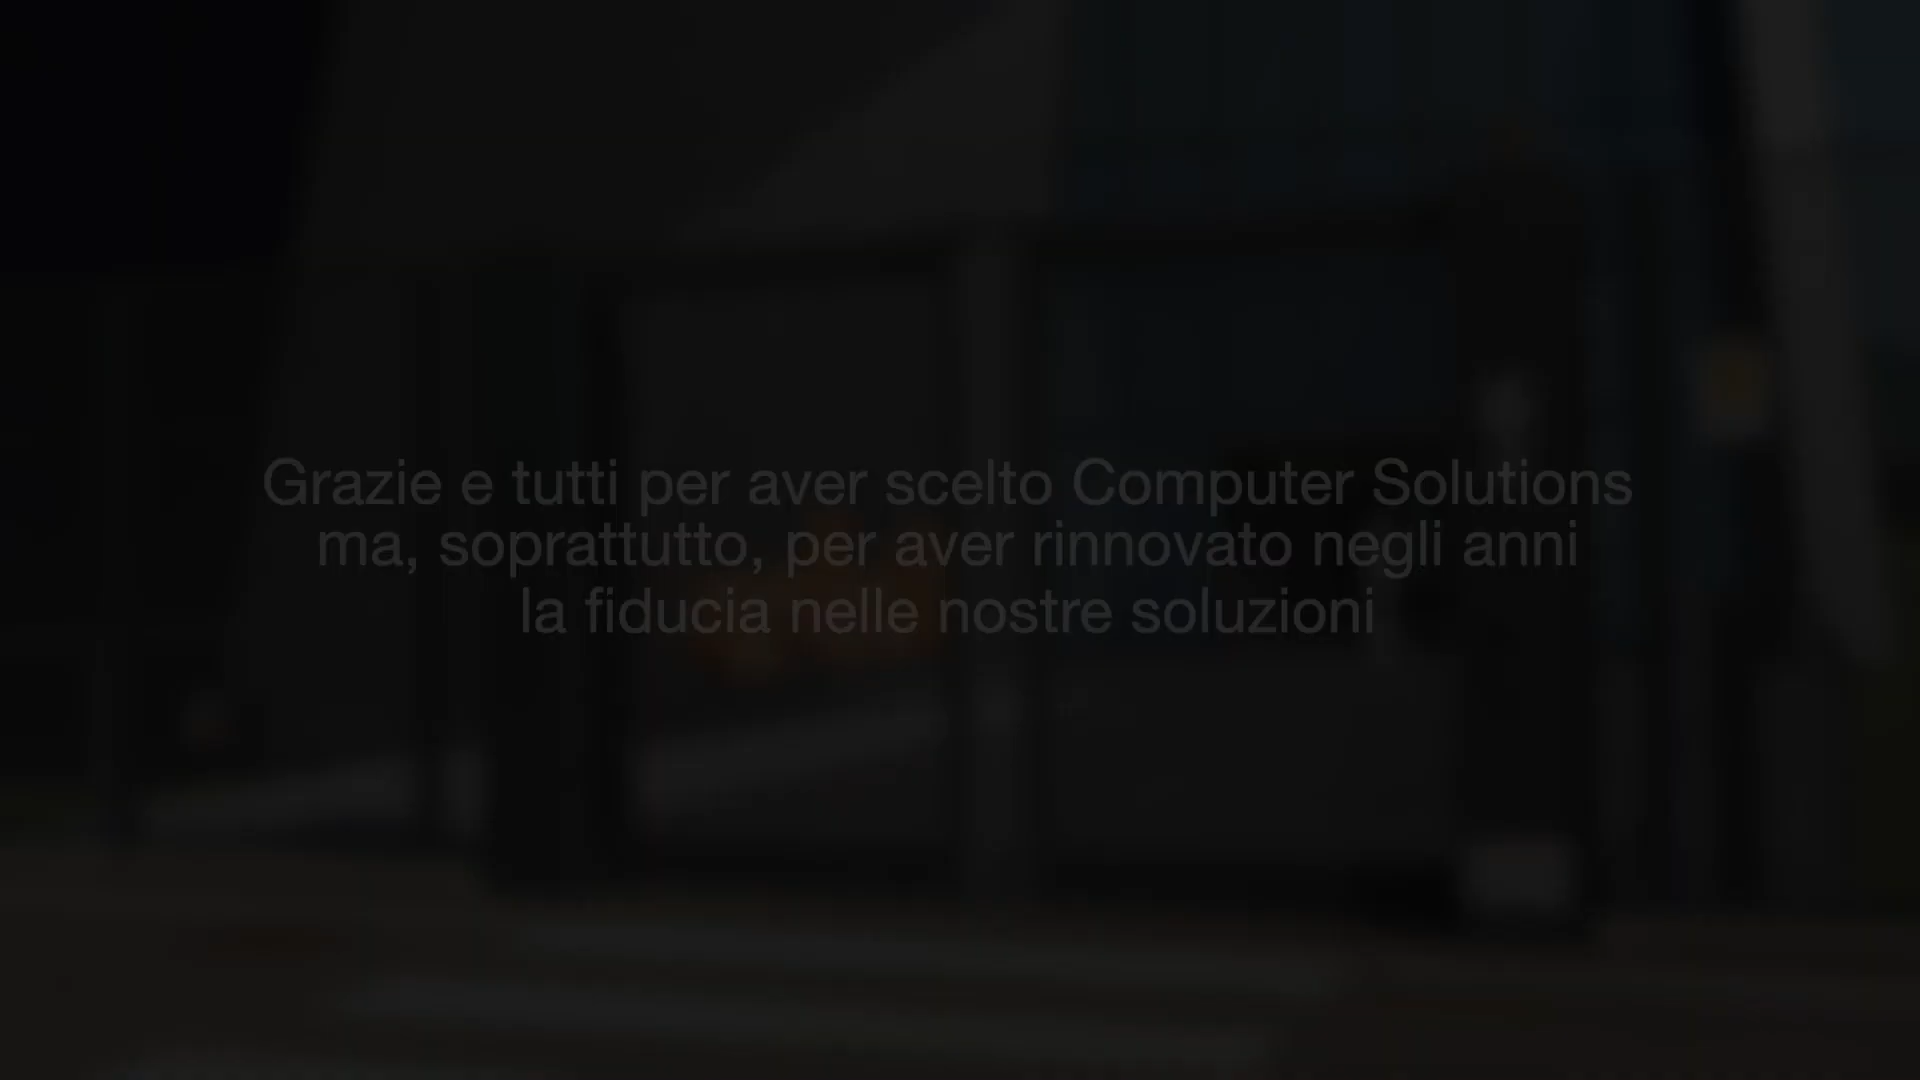 Grazie e tutti per aver scelto Computer Solutions
ma, soprattutto, per aver rinnovato negli anni
la fiducia nelle nostre soluzioni